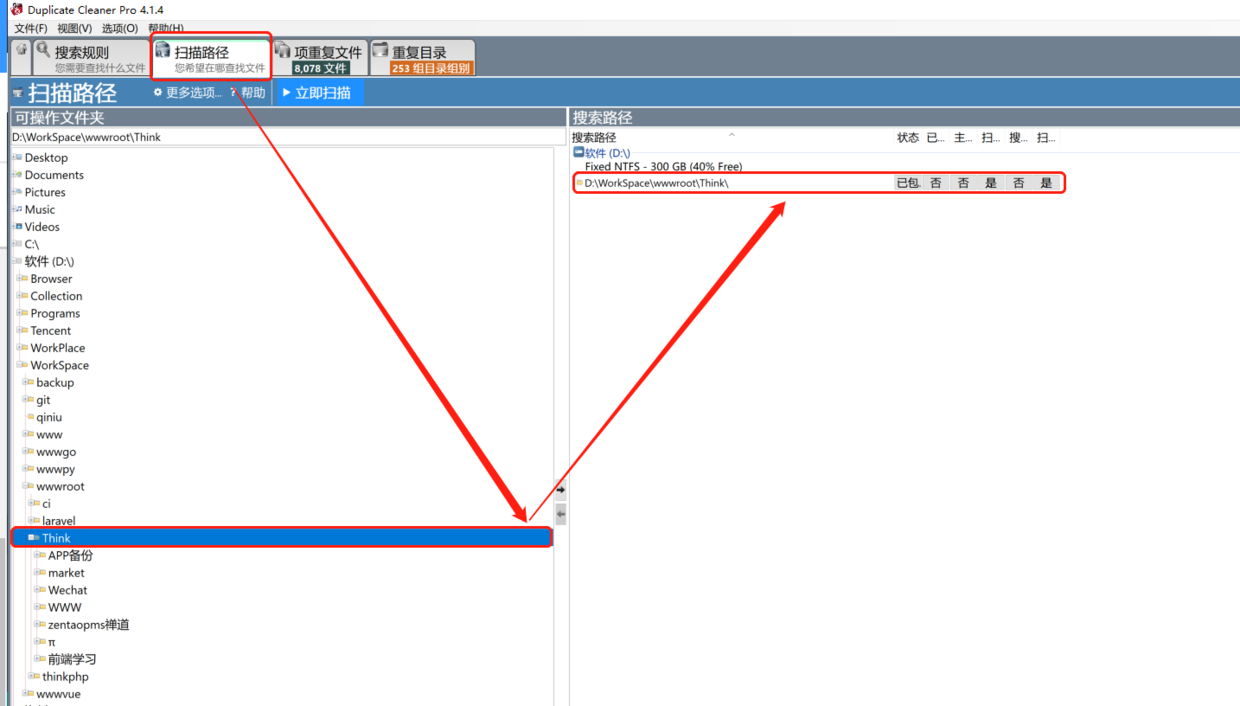 Duplicate Cleaner Pro 4.1.4
文件(F) 视图(V) 选项(O) 帮助(H)
搜索规则
您需要查找什么文件
扫描路径
您希望在哪查找文件
项重复文件
8,078 文件
重复目录
253 组目录组别
扫描路径
更多选项... ? 帮助 立即扫描
可操作文件夹
D:\WorkSpace\wwwroot\Think
Desktop
Documents
Pictures
Music
Videos
C:\
软件 (D:\)
Browser
Collection
Programs
Tencent
WorkPlace
WorkSpace
backup
git
qiniu
www
wwwgo
wwwpy
wwwroot
ci
laravel
Think
APP备份
market
Wechat
WWW
zentaopms禅道
π
前端学习
thinkphp
wwwvue
搜索路径
搜索路径 状态 已... 主... 扫... 搜... 扫...
软件 (D:\)
Fixed NTFS - 300 GB (40% Free)
D:\WorkSpace\wwwroot\Think\ 已包 否 否 是 否 是